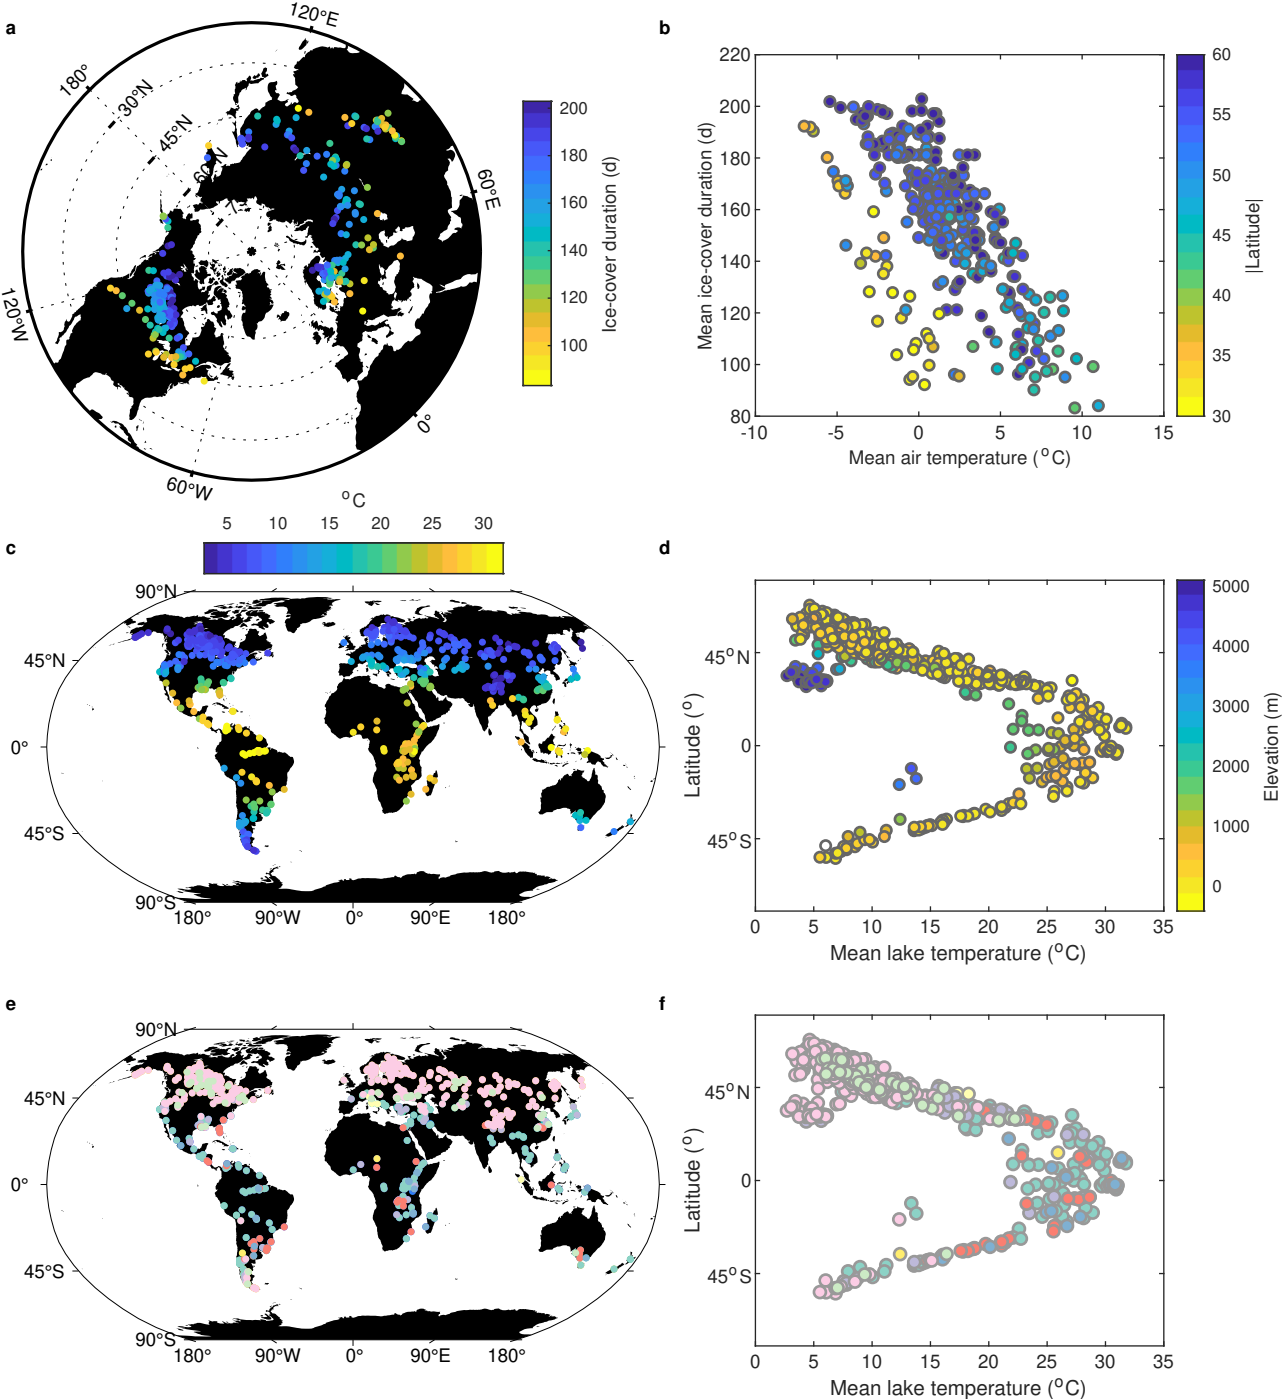 a
120°E
180°
30°N
45°N
60°N
60°E
120°W
0°
60°W
200
180
160
140
120
100
Ice-cover duration (d)
b
220
200
180
160
140
120
100
80
Mean ice-cover duration (d)
-10
-5
0
5
10
15
Mean air temperature (°C)
60
55
50
45
40
35
30
|Latitude|
°C
5
10
15
20
25
30
c
90°N
45°N
0°
45°S
90°S
180°
90°W
0°
90°E
180°
d
45°N
0
45°S
Latitude (°)
0
5
10
15
20
25
30
35
Mean lake temperature (°C)
5000
4000
3000
2000
1000
0
Elevation (m)
e
90°N
45°N
0°
45°S
90°S
180°
90°W
0°
90°E
180°
f
45°N
0
45°S
Latitude (°)
0
5
10
15
20
25
30
35
Mean lake temperature (°C)